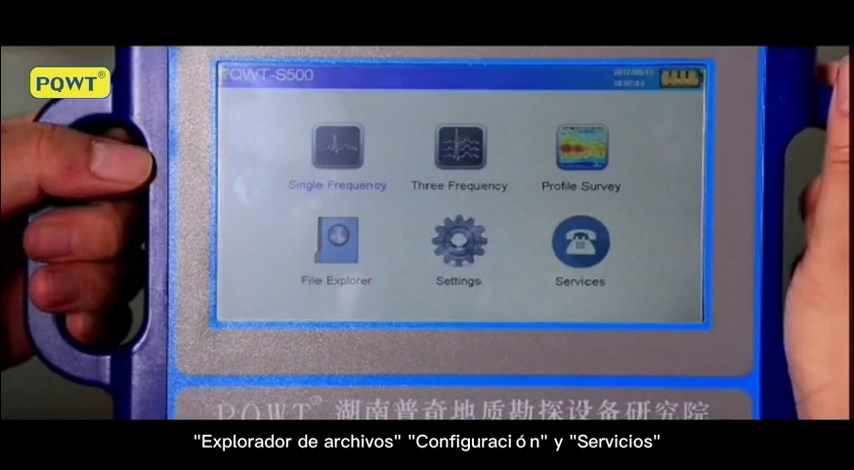 PQWT®
PQWT-S500
Single Frequency
Three Frequency
Profile Survey
File Explorer
Settings
Services
PQWT® 湖南普奇地质勘探设备研究院
"Explorador de archivos" "Configuraci ó n" y "Servicios"